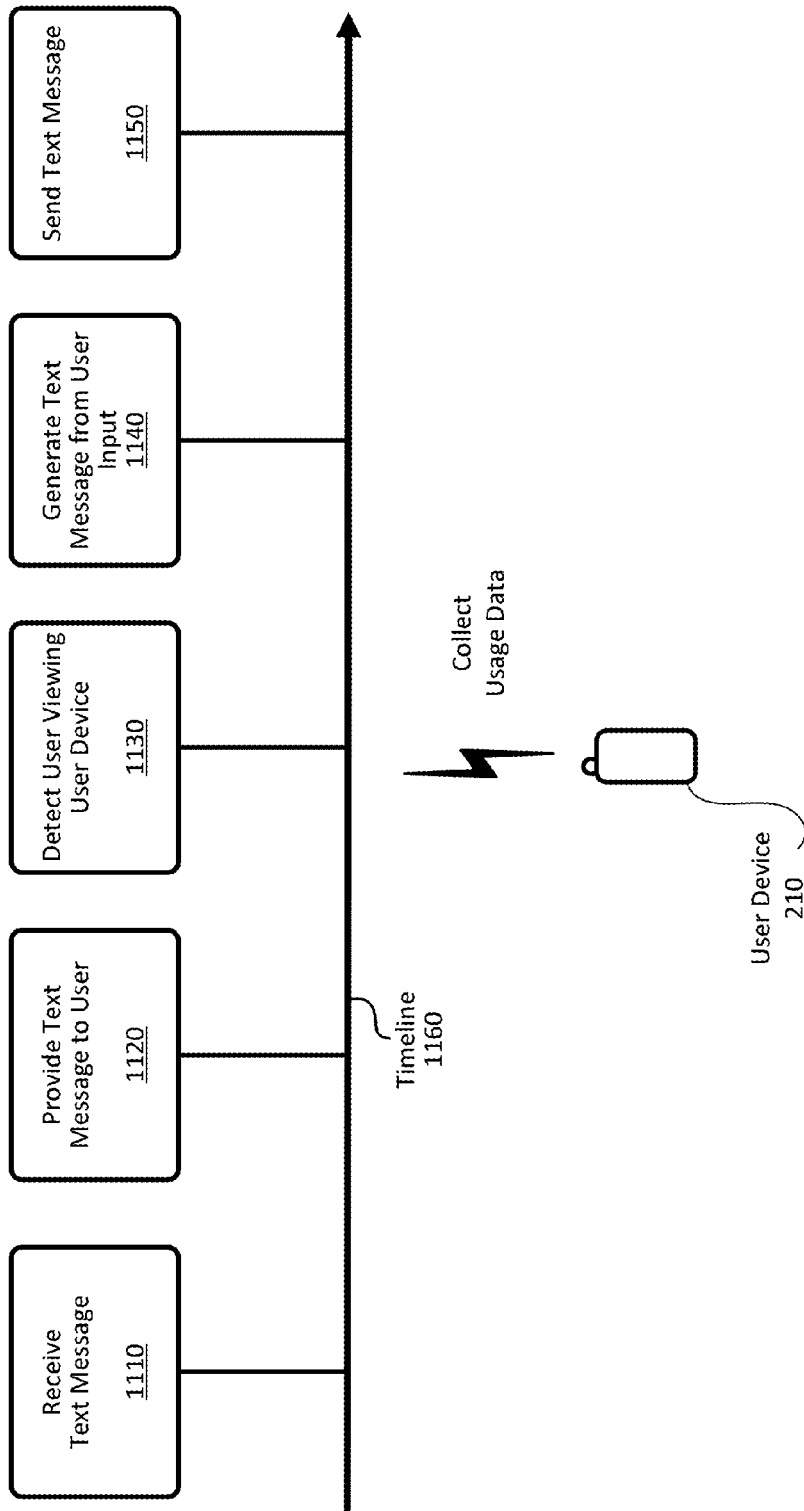 Receive
Text Message
1110
Provide Text
Message to User
1120
Detect User Viewing
User Device
1130
Generate Text
Message from User
Input
1140
Send Text Message
1150
Timeline
1160
Collect
Usage Data
User Device
210